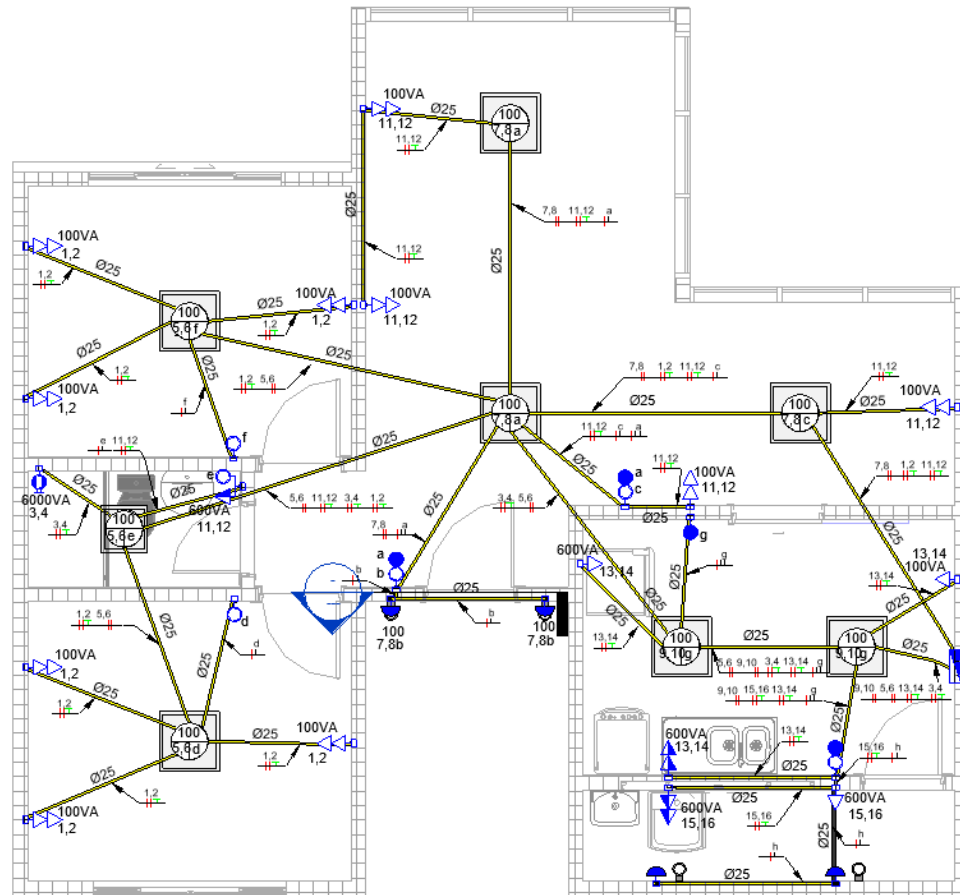 100VA
11,12
Ø25
11,12
100
7,8 a
Ø25
11,12
7,8 11,12 a
Ø25
100VA
1,2
Ø25
1,2
100
5,6 f
Ø25
1,2
100VA
1,2
100VA
11,12
Ø25
1,2
100VA
1,2
Ø25
f
Ø25
1,2 5,6
f
7,8 1,2 11,12 c
Ø25
100
7,8 a
100
7,8 c
11,12
Ø25
100VA
11,12
e 11,12
Ø25
e
600VA
11,12
Ø25
5,6 11,12 3,4 1,2
11,12 c a
a
c
11,12
100VA
11,12
Ø25
7,8 1,2 11,12
Ø25
6000VA
3,4
Ø25
3,4
100
5,6 e
7,8 a
Ø25
3,4 5,6
g
g
Ø25
a
b
b
Ø25
b
100
7,8b
100
7,8b
600VA
13,14
Ø25
13,14
100
9,10 g
Ø25
5,6 9,10 3,4 13,14 g
100
9,10 g
13,14
100VA
13,14
Ø25
Ø25
9,10 5,6 13,14 3,4
1,2 5,6
Ø25
d
Ø25
d
100VA
1,2
Ø25
1,2
100
5,6 d
Ø25
1,2
100VA
1,2
100VA
1,2
Ø25
1,2
9,10 15,16 13,14 g
Ø25
600VA
13,14
13,14
Ø25
15,16 h
Ø25
600VA
15,16
15,16
600VA
15,16
Ø25
h
h
Ø25